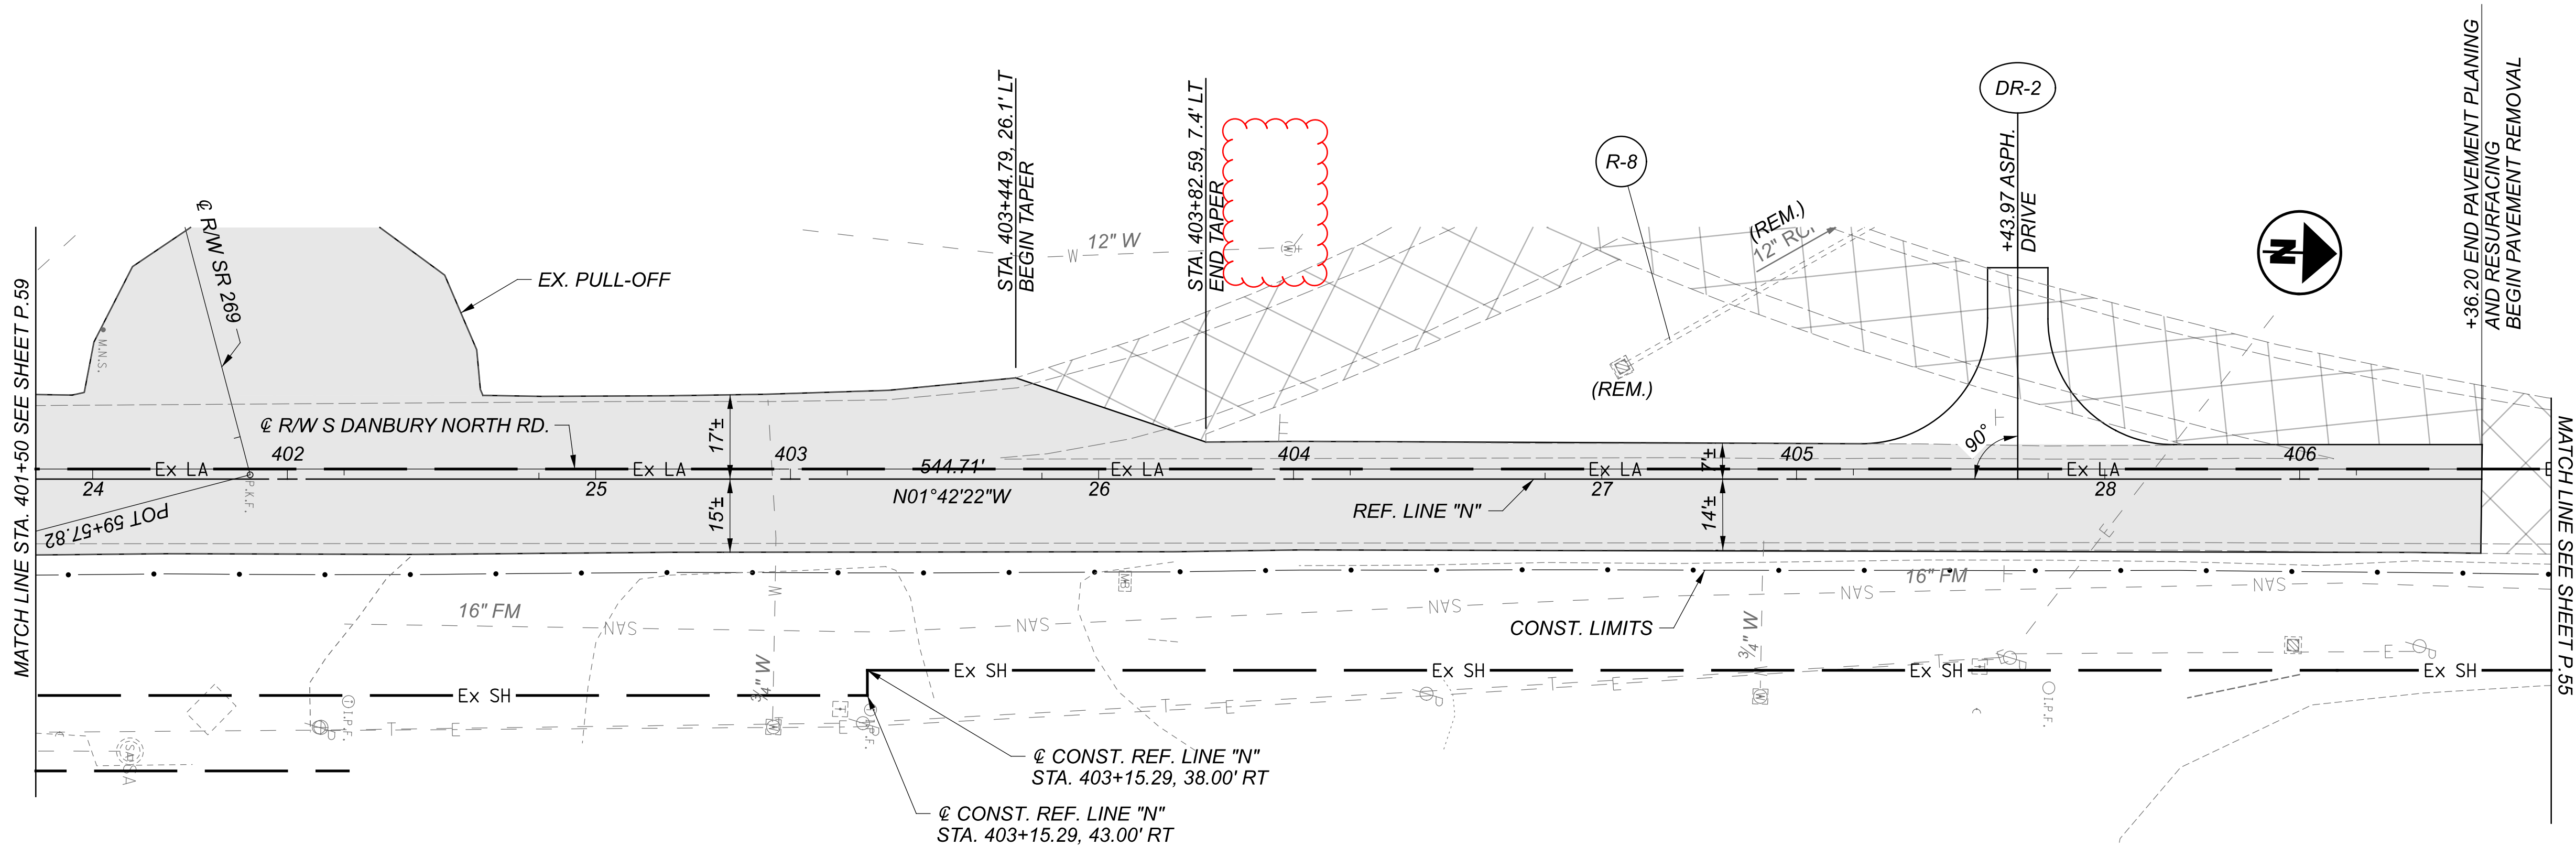 MATCH LINE STA. 401+50 SEE SHEET P.59
℄ R/W SR 269
M.N.S.
EX. PULL-OFF
℄ R/W S DANBURY NORTH RD.
STA. 403+44.79, 26.1' LT
BEGIN TAPER
12" W
W
STA. 403+82.59, 7.4' LT
END TAPER
(W)
R-8
(REM.)
12" RC
(REM.)
DR-2
+43.97 ASPH.
DRIVE
N
+36.20 END PAVEMENT PLANING
AND RESURFACING
BEGIN PAVEMENT REMOVAL
17'±
7'±
90°
402
403
404
405
406
Ex LA
Ex LA
Ex LA
Ex LA
Ex LA
544.71'
N01°42'22"W
24
25
26
27
28
P.K.F.
POT 59+57.82
15'±
14'±
REF. LINE "N"
E
16" FM
16" FM
SAN
SAN
SAN
SAN
SAN
W
MB
CONST. LIMITS
3/4" W
3/4" W
Ex SH
Ex SH
Ex SH
Ex SH
Ex SH
T
E
T
E
T
E
T
E
E
I.P.F.
I.P.F.
I.P.F.
SA
℄ CONST. REF. LINE "N"
STA. 403+15.29, 38.00' RT
℄ CONST. REF. LINE "N"
STA. 403+15.29, 43.00' RT
MATCH LINE SEE SHEET P.55